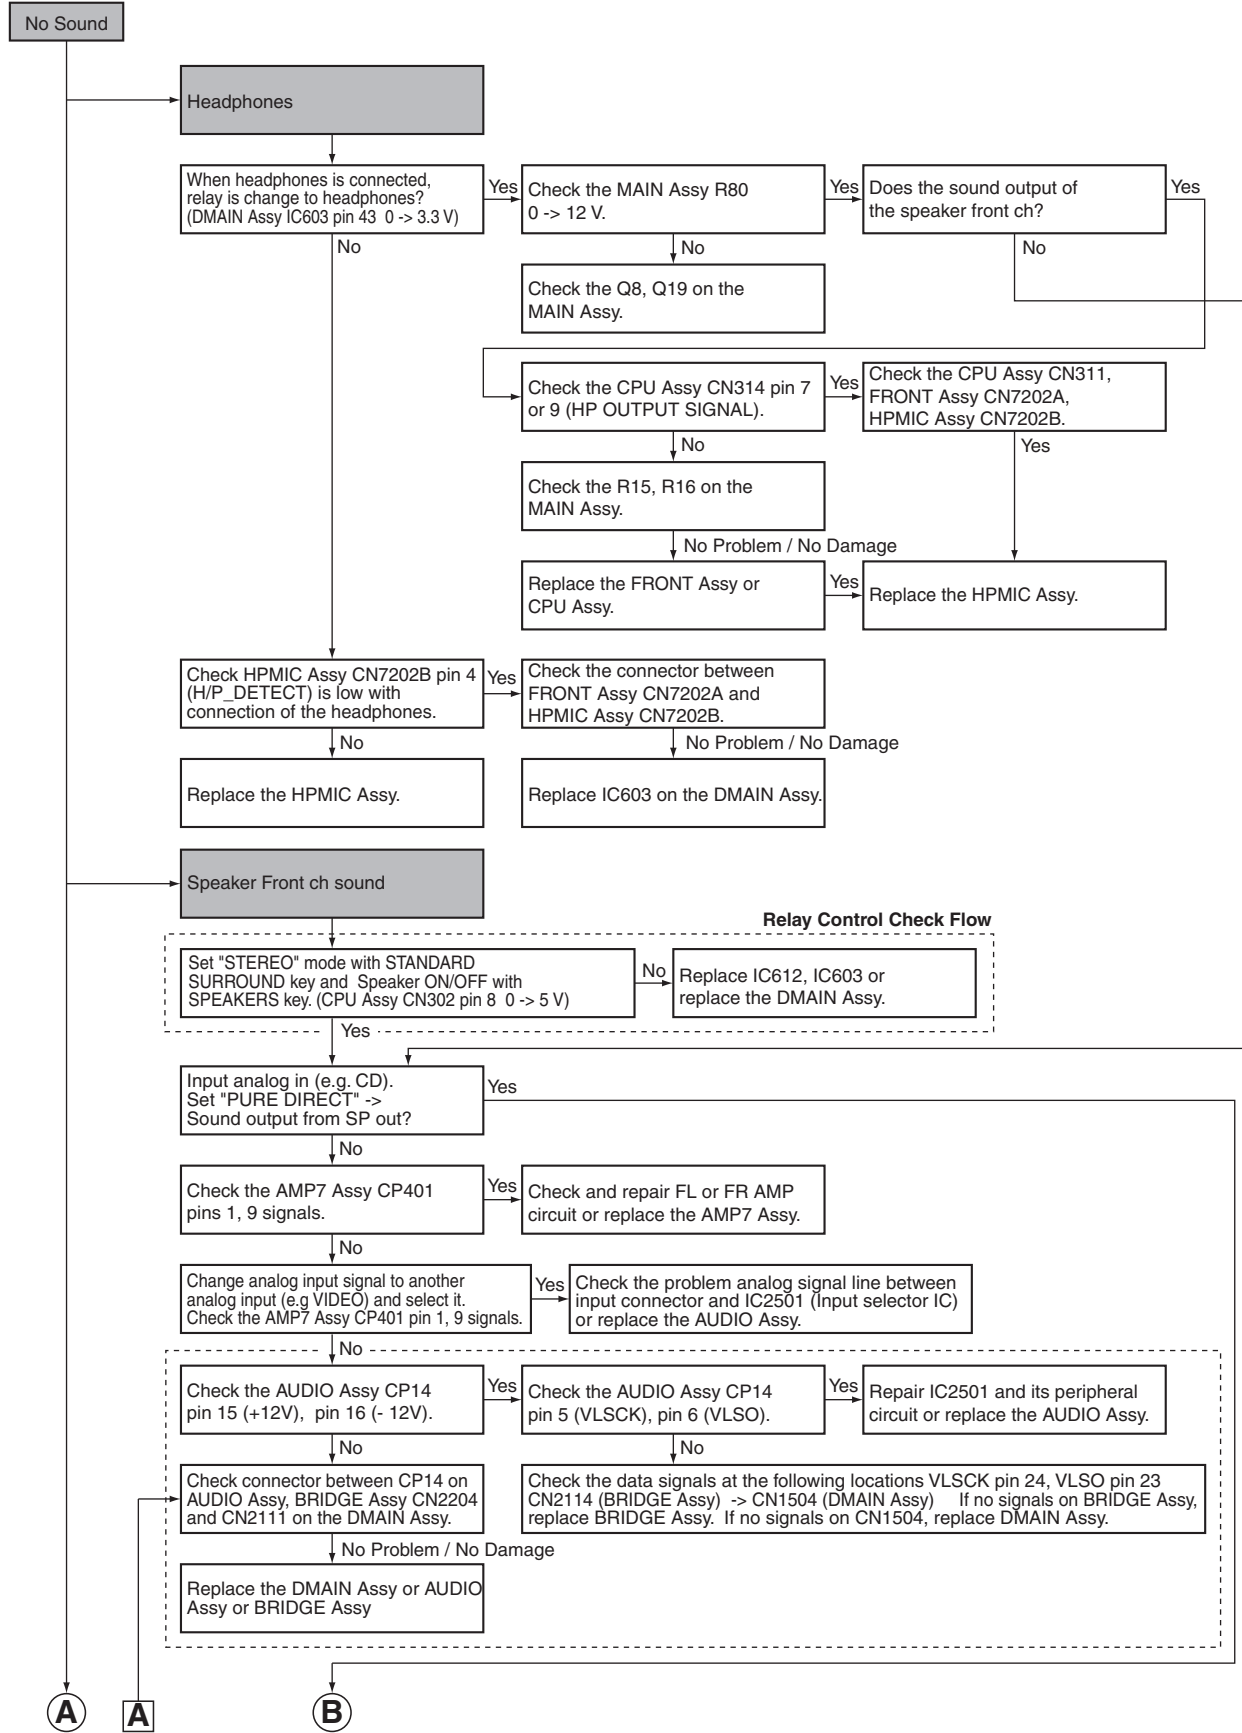 No Sound
Headphones
When headphones is connected,
relay is change to headphones?
(DMAIN Assy IC603 pin 43  0 -> 3.3 V)
Yes
Check the MAIN Assy R80
0 -> 12 V.
Yes
Does the sound output of
the speaker front ch?
Yes
No
No
No
Check the Q8, Q19 on the
MAIN Assy.
Check the CPU Assy CN314 pin 7
or 9 (HP OUTPUT SIGNAL).
Yes
Check the CPU Assy CN311,
FRONT Assy CN7202A,
HPMIC Assy CN7202B.
No
Yes
Check the R15, R16 on the
MAIN Assy.
No Problem / No Damage
Replace the FRONT Assy or
CPU Assy.
Yes
Replace the HPMIC Assy.
Check HPMIC Assy CN7202B pin 4
(H/P_DETECT) is low with
connection of the headphones.
Yes
Check the connector between
FRONT Assy CN7202A and
HPMIC Assy CN7202B.
No
No Problem / No Damage
Replace the HPMIC Assy.
Replace IC603 on the DMAIN Assy.
Speaker Front ch sound
Relay Control Check Flow
Set "STEREO" mode with STANDARD
SURROUND key and  Speaker ON/OFF with
SPEAKERS key. (CPU Assy CN302 pin 8  0 -> 5 V)
No
Replace IC612, IC603 or
replace the DMAIN Assy.
Yes
Input analog in (e.g. CD).
Set "PURE DIRECT" ->
Sound output from SP out?
Yes
No
Check the AMP7 Assy CP401
pins 1, 9 signals.
Yes
Check and repair FL or FR AMP
circuit or replace the AMP7 Assy.
No
Change analog input signal to another
analog input (e.g VIDEO) and select it.
Check the AMP7 Assy CP401 pin 1, 9 signals.
Yes
Check the problem analog signal line between
input connector and IC2501 (Input selector IC)
or replace the AUDIO Assy.
No
Check the AUDIO Assy CP14
pin 15 (+12V),  pin 16 (- 12V).
Yes
Check the AUDIO Assy CP14
pin 5 (VLSCK), pin 6 (VLSO).
Yes
Repair IC2501 and its peripheral
circuit or replace the AUDIO Assy.
No
No
Check connector between CP14 on
AUDIO Assy, BRIDGE Assy CN2204
and CN2111 on the DMAIN Assy.
Check the data signals at the following locations VLSCK pin 24, VLSO pin 23
CN2114 (BRIDGE Assy)  -> CN1504 (DMAIN Assy)    If no signals on BRIDGE Assy,
replace BRIDGE Assy.  If no signals on CN1504, replace DMAIN Assy.
No Problem / No Damage
Replace the DMAIN Assy or AUDIO
Assy or BRIDGE Assy
A
A
B